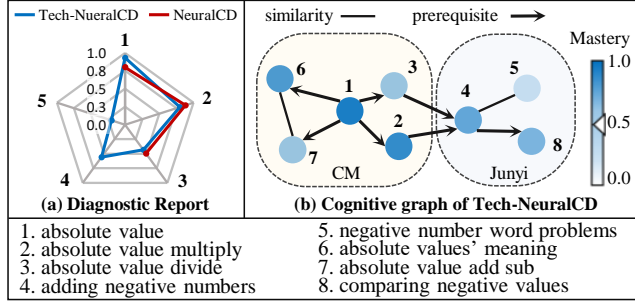 Tech-NueralCD NeuralCD
1
1.0
0.8
0.5
0.3
0.0
5
2
4
3
(a) Diagnostic Report
similarity prerequisite
6
1
3
2
7
4
5
8
CM
Junyi
Mastery
1.0
0.5
0.0
(b) Cognitive graph of Tech-NeuralCD
1. absolute value
2. absolute value multiply
3. absolute value divide
4. adding negative numbers
5. negative number word problems
6. absolute values' meaning
7. absolute value add sub
8. comparing negative values